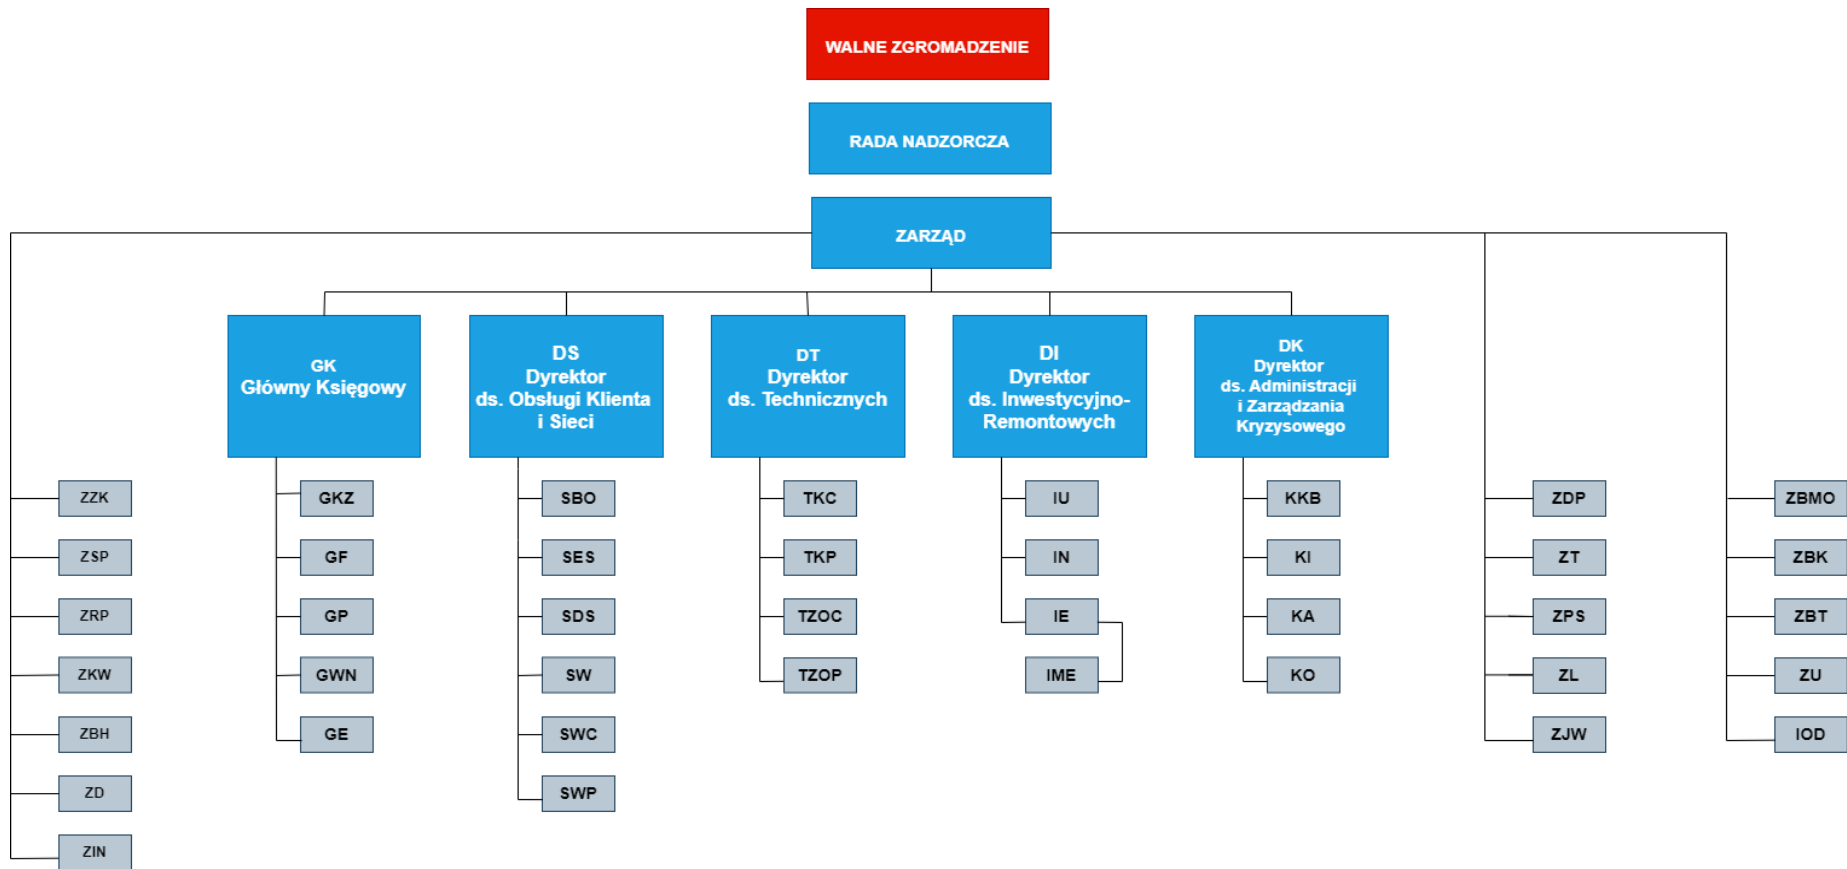 WALNE ZGROMADZENIE
RADA NADZORCZA
ZARZĄD
GK
Główny Księgowy
DS
Dyrektor
ds. Obsługi Klienta
i Sieci
DT
Dyrektor
ds. Technicznych
DI
Dyrektor
ds. Inwestycyjno-
Remontowych
DK
Dyrektor
ds. Administracji
i Zarządzania
Kryzysowego
ZZK
ZSP
ZRP
ZKW
ZBH
ZD
ZIN
GKZ
GF
GP
GWN
GE
SBO
SES
SDS
SW
SWC
SWP
TKC
TKP
TZOC
TZOP
IU
IN
IE
IME
KKB
KI
KA
KO
ZDP
ZT
ZPS
ZL
ZJW
ZBMO
ZBK
ZBT
ZU
IOD